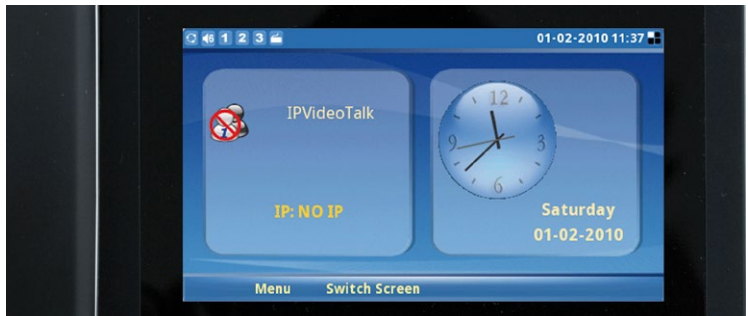 1 2 3
01-02-2010 11:37
IPVideoTalk
1
IP: NO IP
12
9
3
6
Saturday
01-02-2010
Menu
Switch Screen